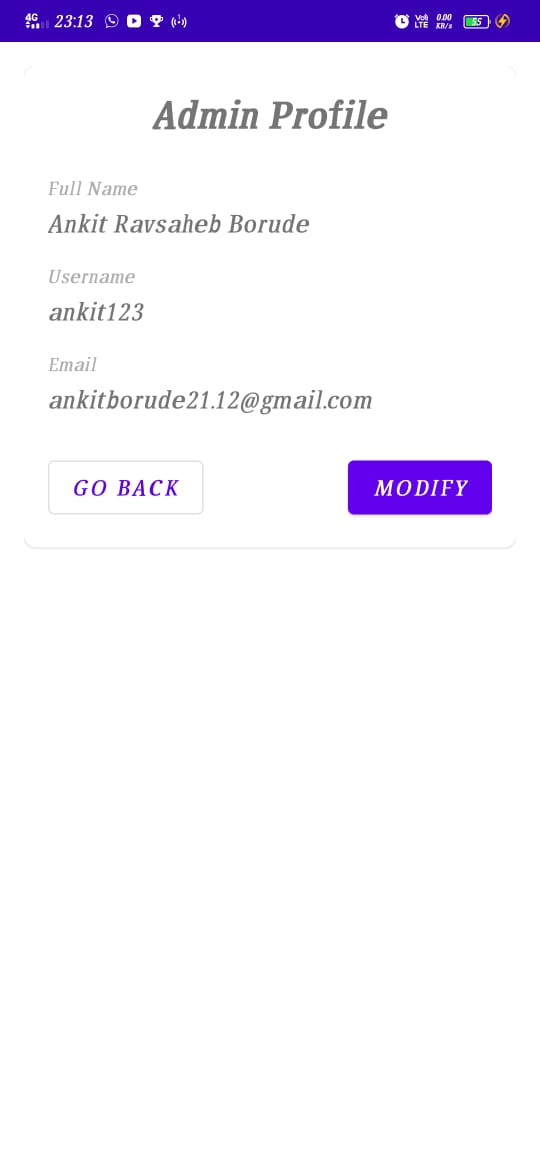 4G 23:13 Vo) LTE 0.00 KB/s 55
Admin Profile
Full Name
Ankit Ravsaheb Borude
Username
ankit123
Email
ankitborude21.12@gmail.com
GO BACK MODIFY